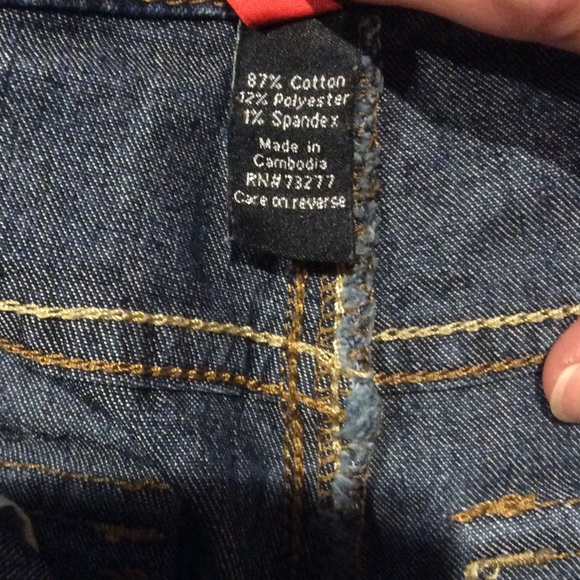 87% Cotton
12% Polyester
1% Spandex
Made in
Cambodia
RN#73277
Care on reverse